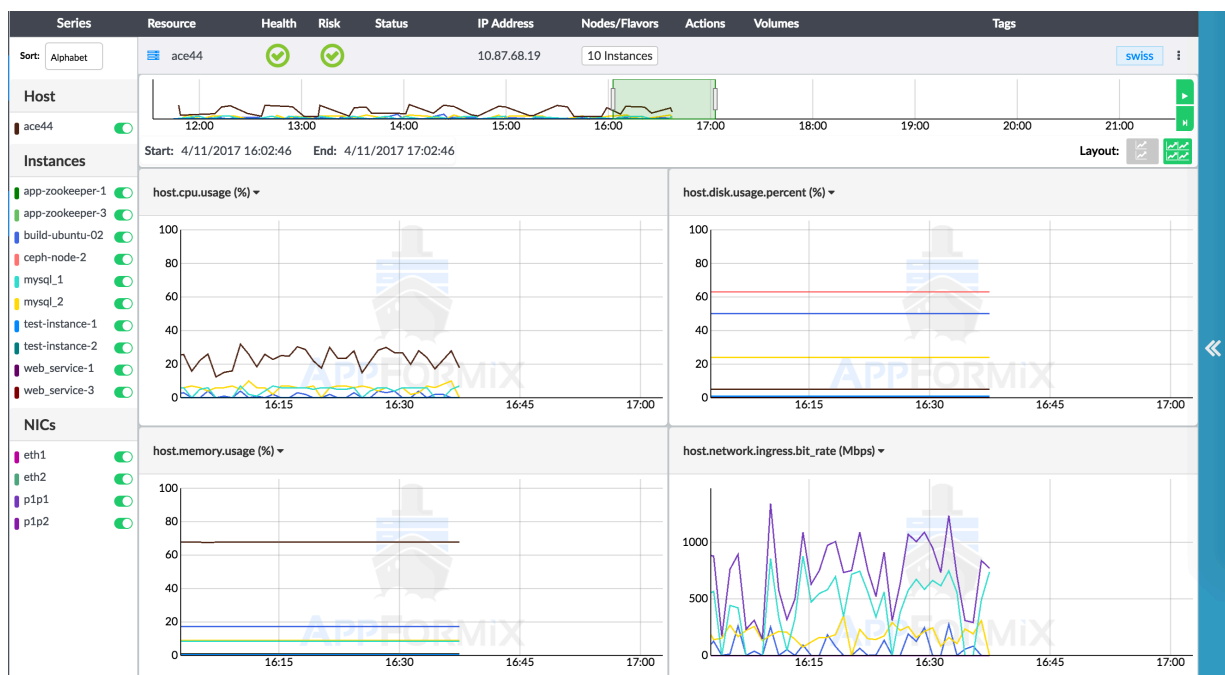 Series Resource Health Risk Status IP Address Nodes/Flavors Actions Volumes Tags
Sort: Alphabet
ace44 10.87.68.19 10 Instances swiss
Host
ace44
12:00 13:00 14:00 15:00 16:00 17:00 18:00 19:00 20:00 21:00
Start: 4/11/2017 16:02:46 End: 4/11/2017 17:02:46 Layout:
Instances
app-zookeeper-1
app-zookeeper-3
build-ubuntu-02
ceph-node-2
mysql_1
mysql_2
test-instance-1
test-instance-2
web_service-1
web_service-3
NICs
eth1
eth2
p1p1
p1p2
host.cpu.usage (%)
100
80
60
40
20
0
16:15 16:30 16:45 17:00
APPFORMiX
host.disk.usage.percent (%)
100
80
60
40
20
0
16:15 16:30 16:45 17:00
APPFORMiX
host.memory.usage (%)
100
80
60
40
20
0
16:15 16:30 16:45 17:00
APPFORMiX
host.network.ingress.bit_rate (Mbps)
1000
500
0
16:15 16:30 16:45 17:00
APPFORMiX